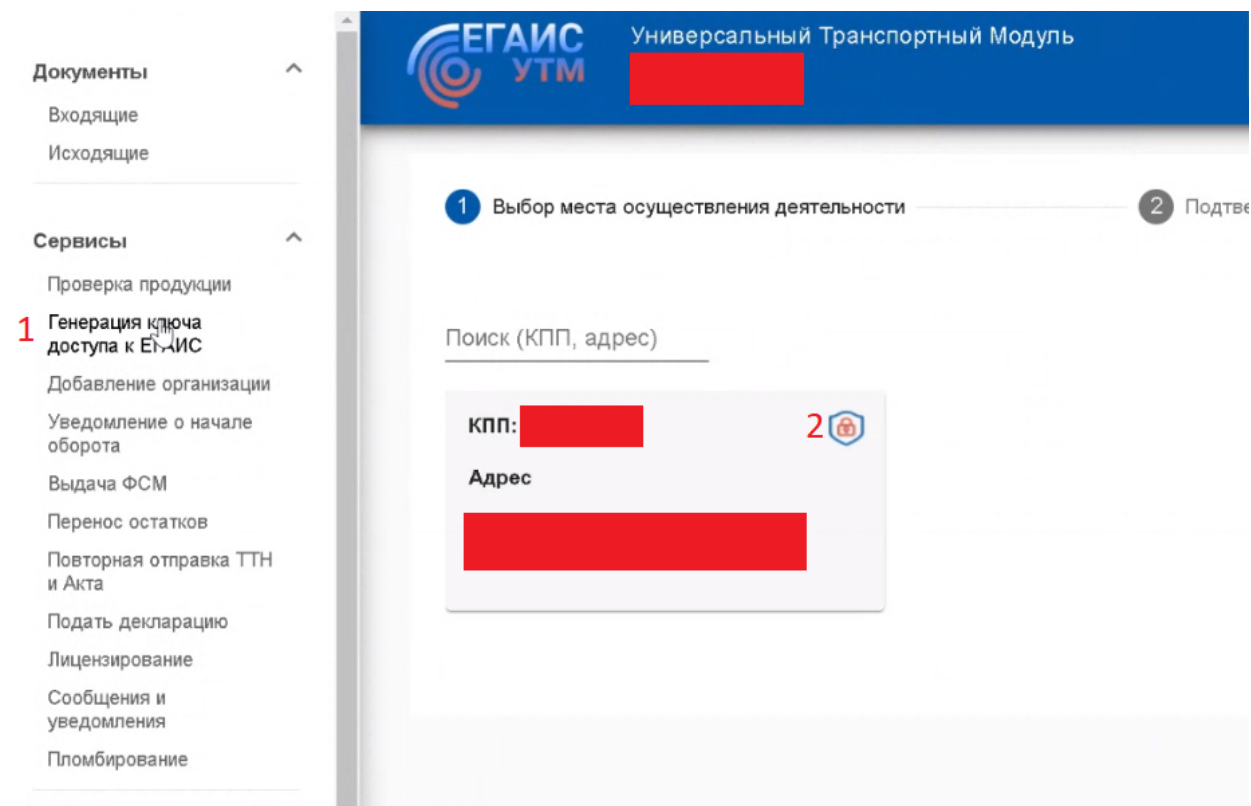 Документы
Входящие
Исходящие
Сервисы
Проверка продукции
1
Генерация ключа
доступа к ЕГАИС
Добавление организации
Уведомление о начале
оборота
Выдача ФСМ
Перенос остатков
Повторная отправка ТТН
и Акта
Подать декларацию
Лицензирование
Сообщения и
уведомления
Пломбирование
ЕГАИС
УТМ
Универсальный Транспортный Модуль
1 Выбор места осуществления деятельности
2 Подтве
Поиск (КПП, адрес)
КПП:
2
Адрес